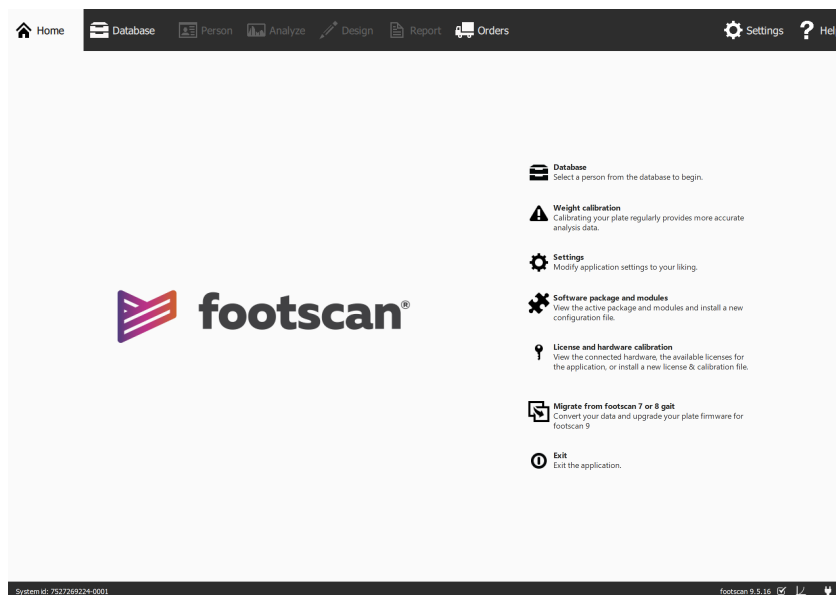 Home Database Person Analyze Design Report Orders Settings Hel
Database
Select a person from the database to begin.
Weight calibration
Calibrating your plate regularly provides more accurate
analysis data.
Settings
Modify application settings to your liking.
footscan®
Software package and modules
View the active package and modules and install a new
configuration file.
License and hardware calibration
View the connected hardware, the available licenses for
the application, or install a new license & calibration file.
Migrate from footscan 7 or 8 gait
Convert your data and upgrade your plate firmware for
footscan 9
Exit
Exit the application.
System id: 7527269224-0001 footscan 9.5.16